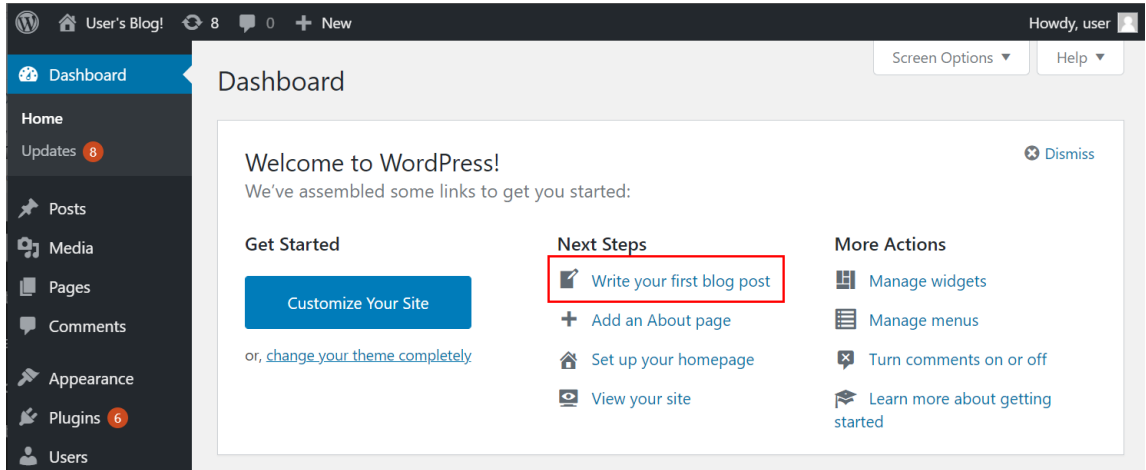 User's Blog! 8 0 New Howdy, user
Screen Options Help
Dashboard
Home
Updates 8
Posts
Media
Pages
Comments
Appearance
Plugins 6
Users
Dashboard
Welcome to WordPress!
Dismiss
We've assembled some links to get you started:
Get Started
Customize Your Site
or, change your theme completely
Next Steps
Write your first blog post
Add an About page
Set up your homepage
View your site
More Actions
Manage widgets
Manage menus
Turn comments on or off
Learn more about getting
started